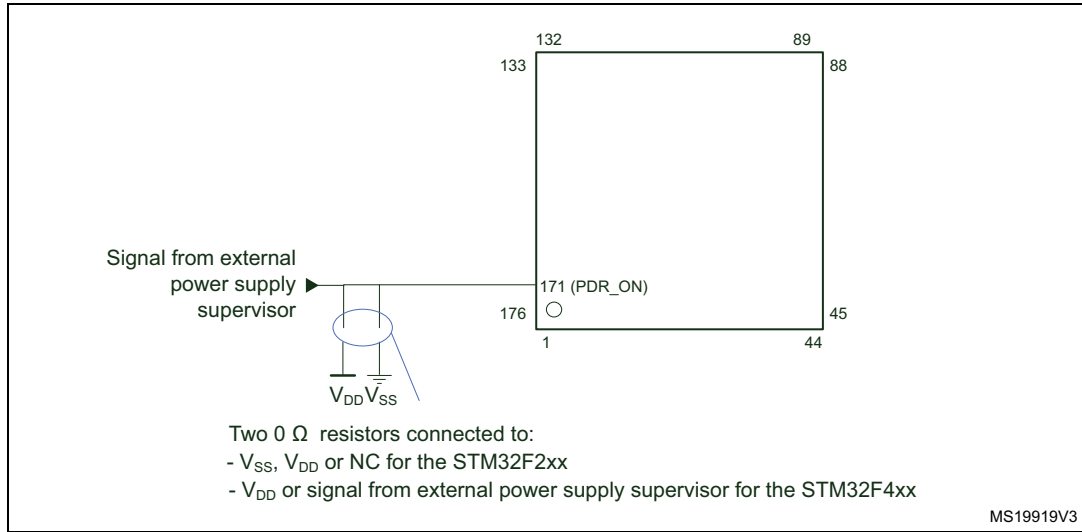 132
89
133
88
Signal from external
power supply
supervisor
171 (PDR_ON)
176
45
1
44
VDD VSS
Two 0 Ω resistors connected to:
- VSS, VDD or NC for the STM32F2xx
- VDD or signal from external power supply supervisor for the STM32F4xx
MS19919V3